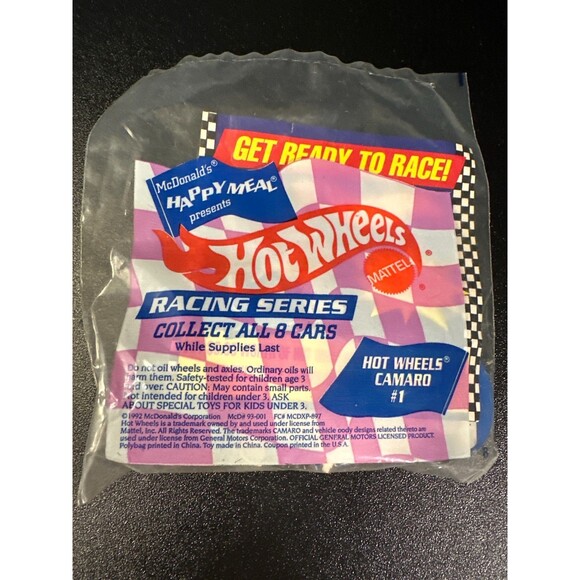 GET READY TO RACE!
McDonald's®
HAPPY MEAL®
presents
HOT WHEELS®
MATTEL®
RACING SERIES
COLLECT ALL 8 CARS
While Supplies Last
HOT WHEELS®
CAMARO
#1
Do not oil wheels and axles. Ordinary oils will
harm them. Safety-tested for children age 3
and over. CAUTION: May contain small parts.
Not intended for children under 3. ASK
ABOUT SPECIAL TOYS FOR KIDS UNDER 3.
©1992 McDonald's Corporation McD# 93-001 FC# MCDXP-897
Hot Wheels is a trademark owned by and used under license from
Mattel, Inc. All Rights Reserved. The trademarks CAMARO and vehicle body designs related thereto are
used under license from General Motors Corporation. OFFICIAL GENERAL MOTORS LICENSED PRODUCT.
Polybag printed in China. Toy made in China. Coupon printed in the U.S.A.